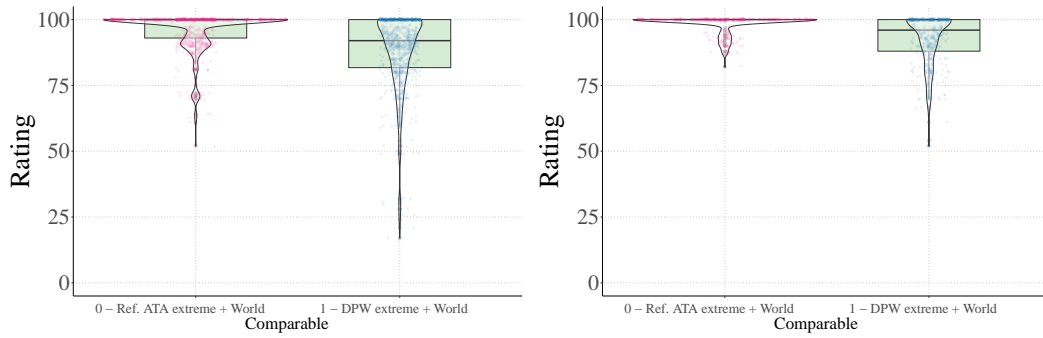 100
75
50
25
0
Rating
0 – Ref. ATA extreme + World
1 – DPW extreme + World
Comparable
100
75
50
25
0
Rating
0 – Ref. ATA extreme + World
1 – DPW extreme + World
Comparable